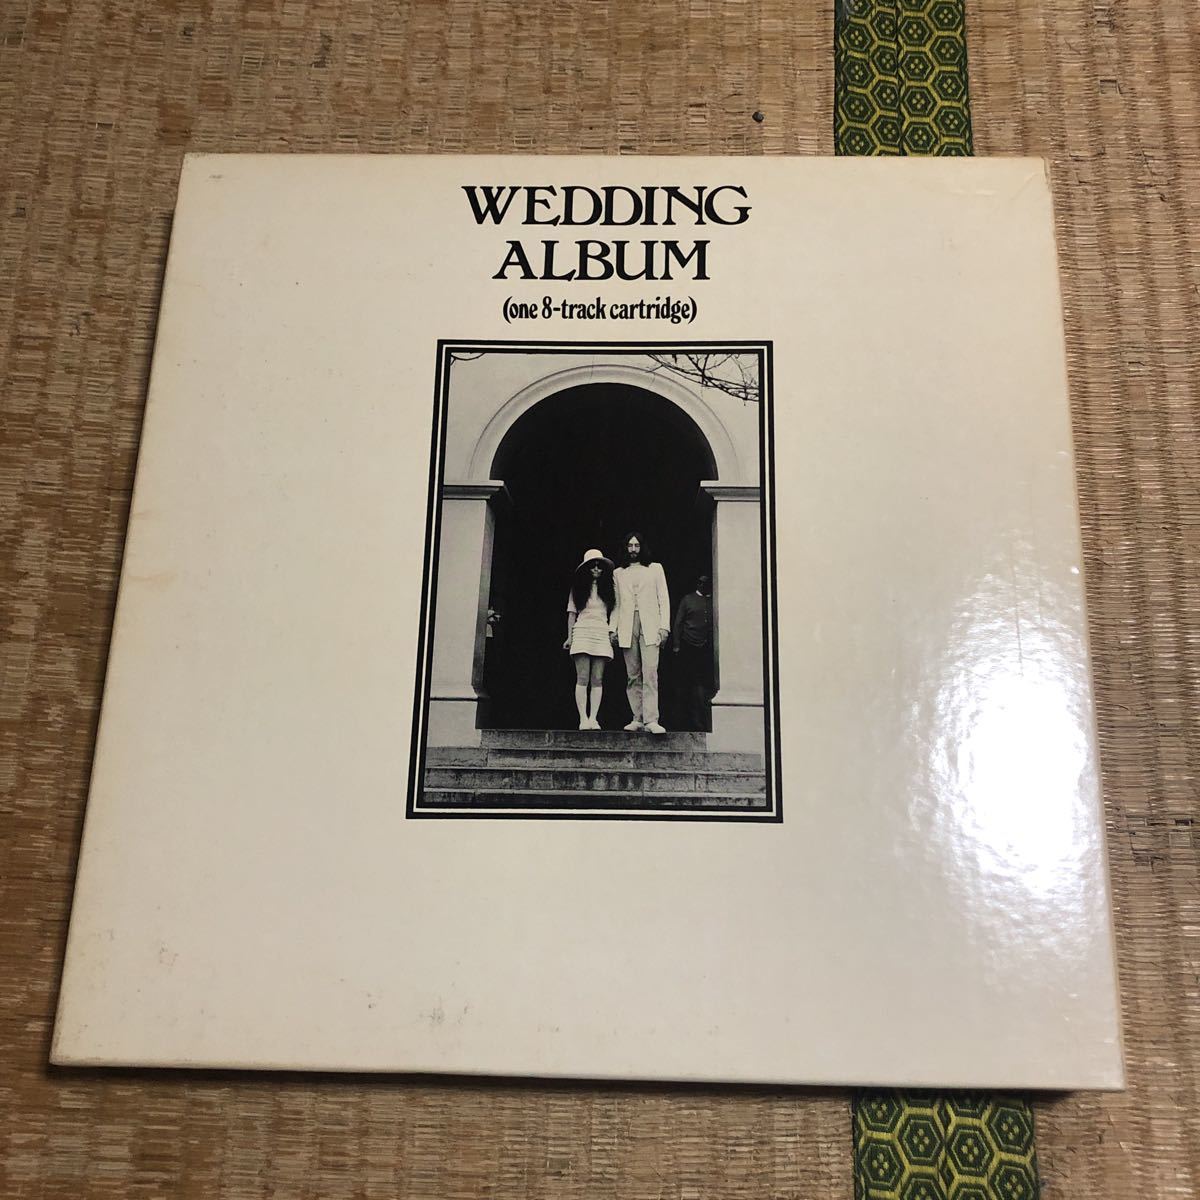 WEDDING
ALBUM
(one 8-track cartridge)